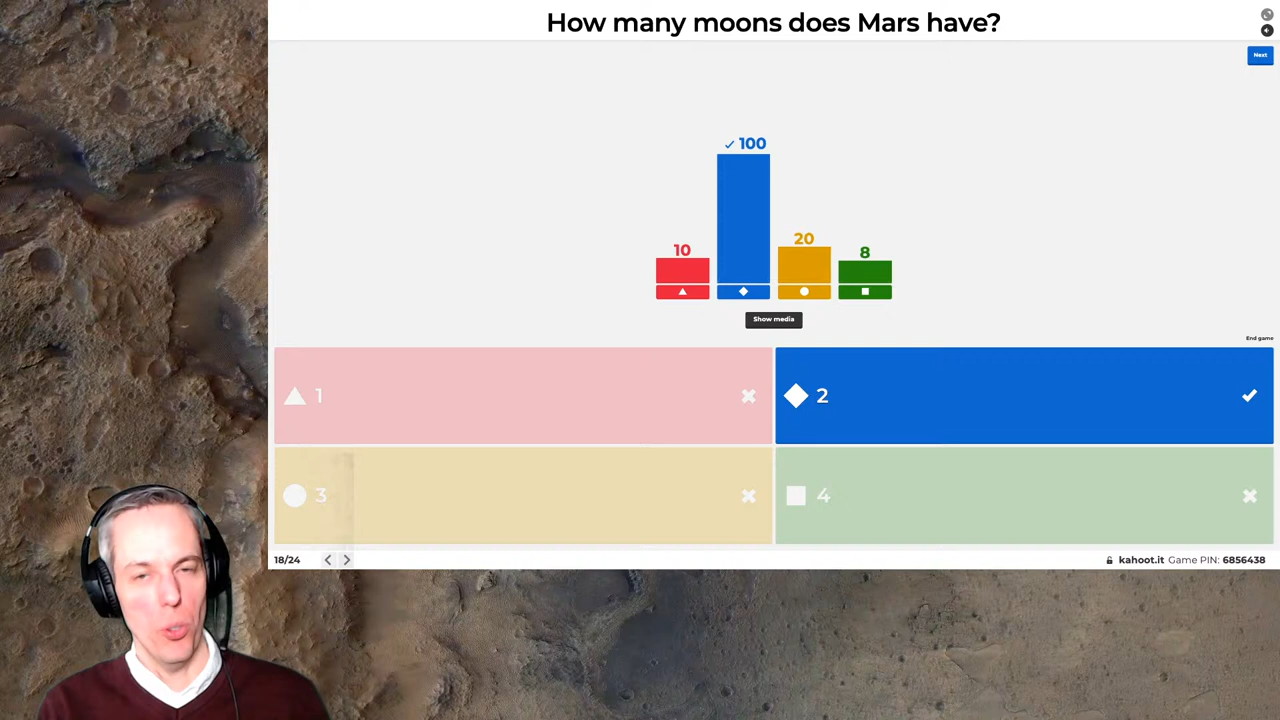 How many moons does Mars have?
Next
100
10
20
8
Show media
End game
1
2
3
4
18/24
kahoot.it Game PIN: 6856438